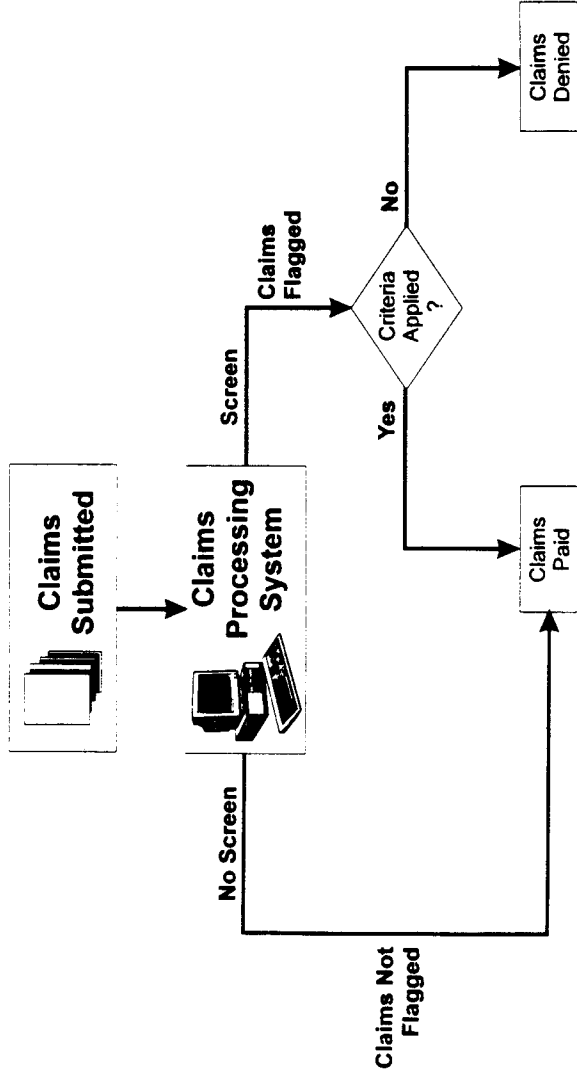 Claims
Submitted
Claims
Processing
System
No Screen
Screen
Claims Not
Flagged
Claims
Flagged
Criteria
Applied
?
Yes
No
Claims
Paid
Claims
Denied